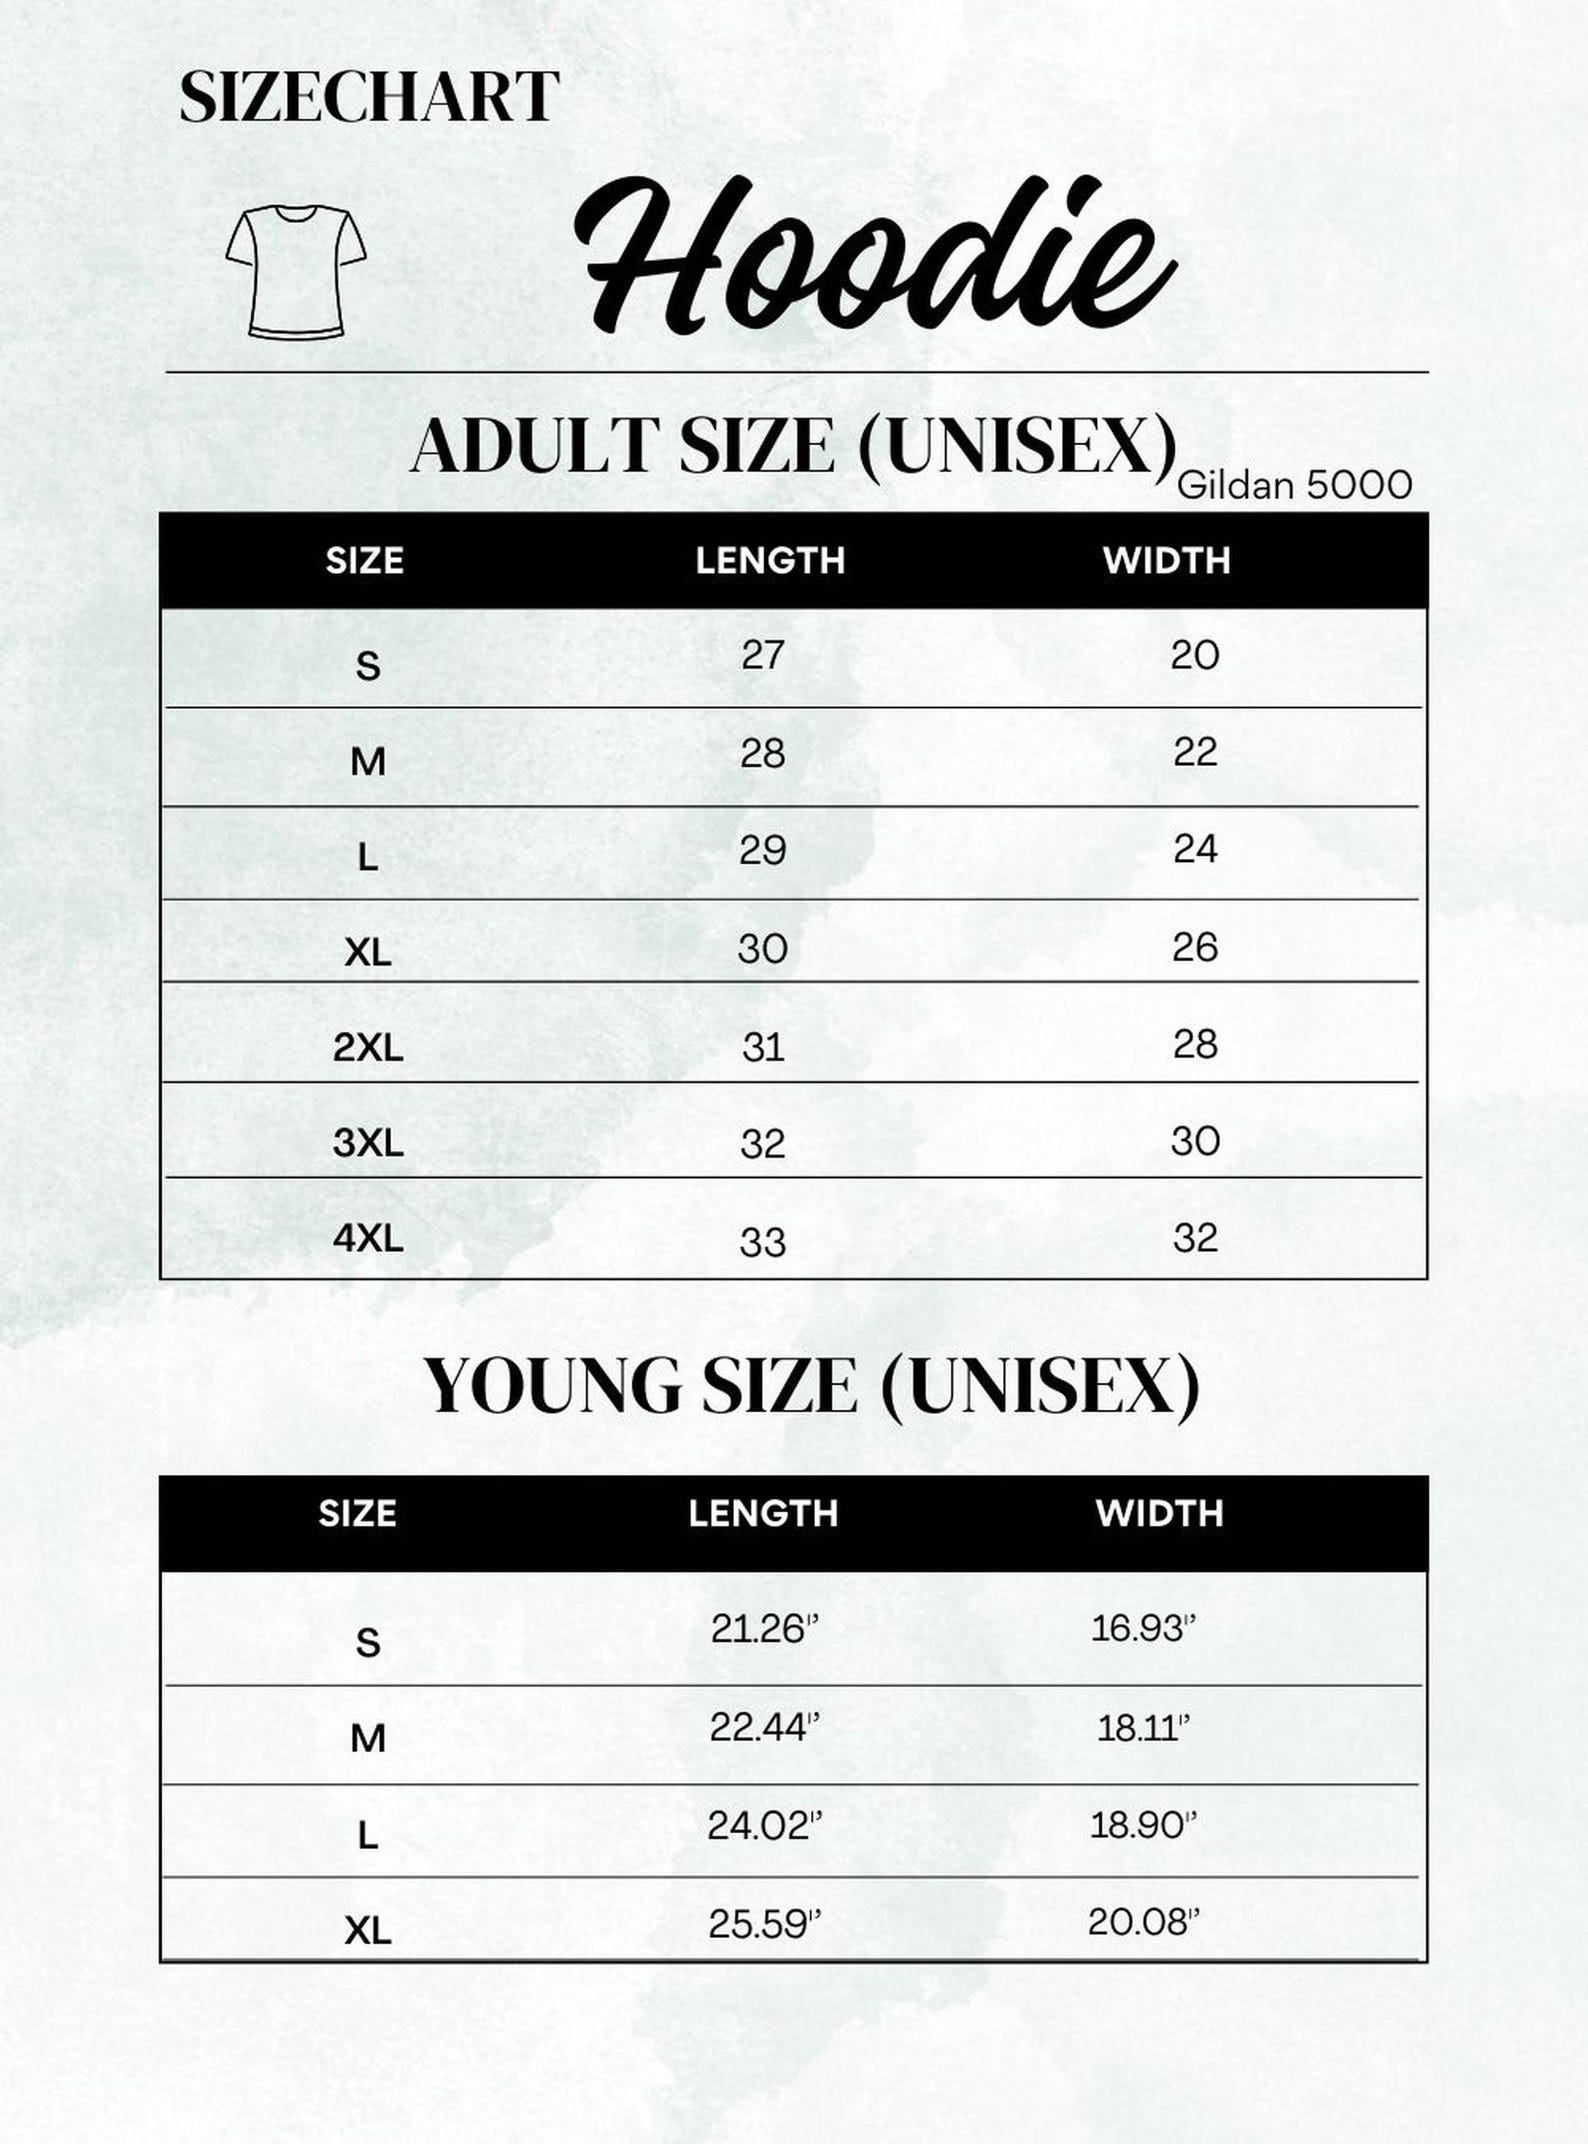 SIZECHART
Hoodie
ADULT SIZE (UNISEX)
Gildan 5000
SIZE LENGTH WIDTH
S 27 20
M 28 22
L 29 24
XL 30 26
2XL 31 28
3XL 32 30
4XL 33 32
YOUNG SIZE (UNISEX)
SIZE LENGTH WIDTH
S 21.26'' 16.93''
M 22.44'' 18.11''
L 24.02'' 18.90''
XL 25.59'' 20.08''